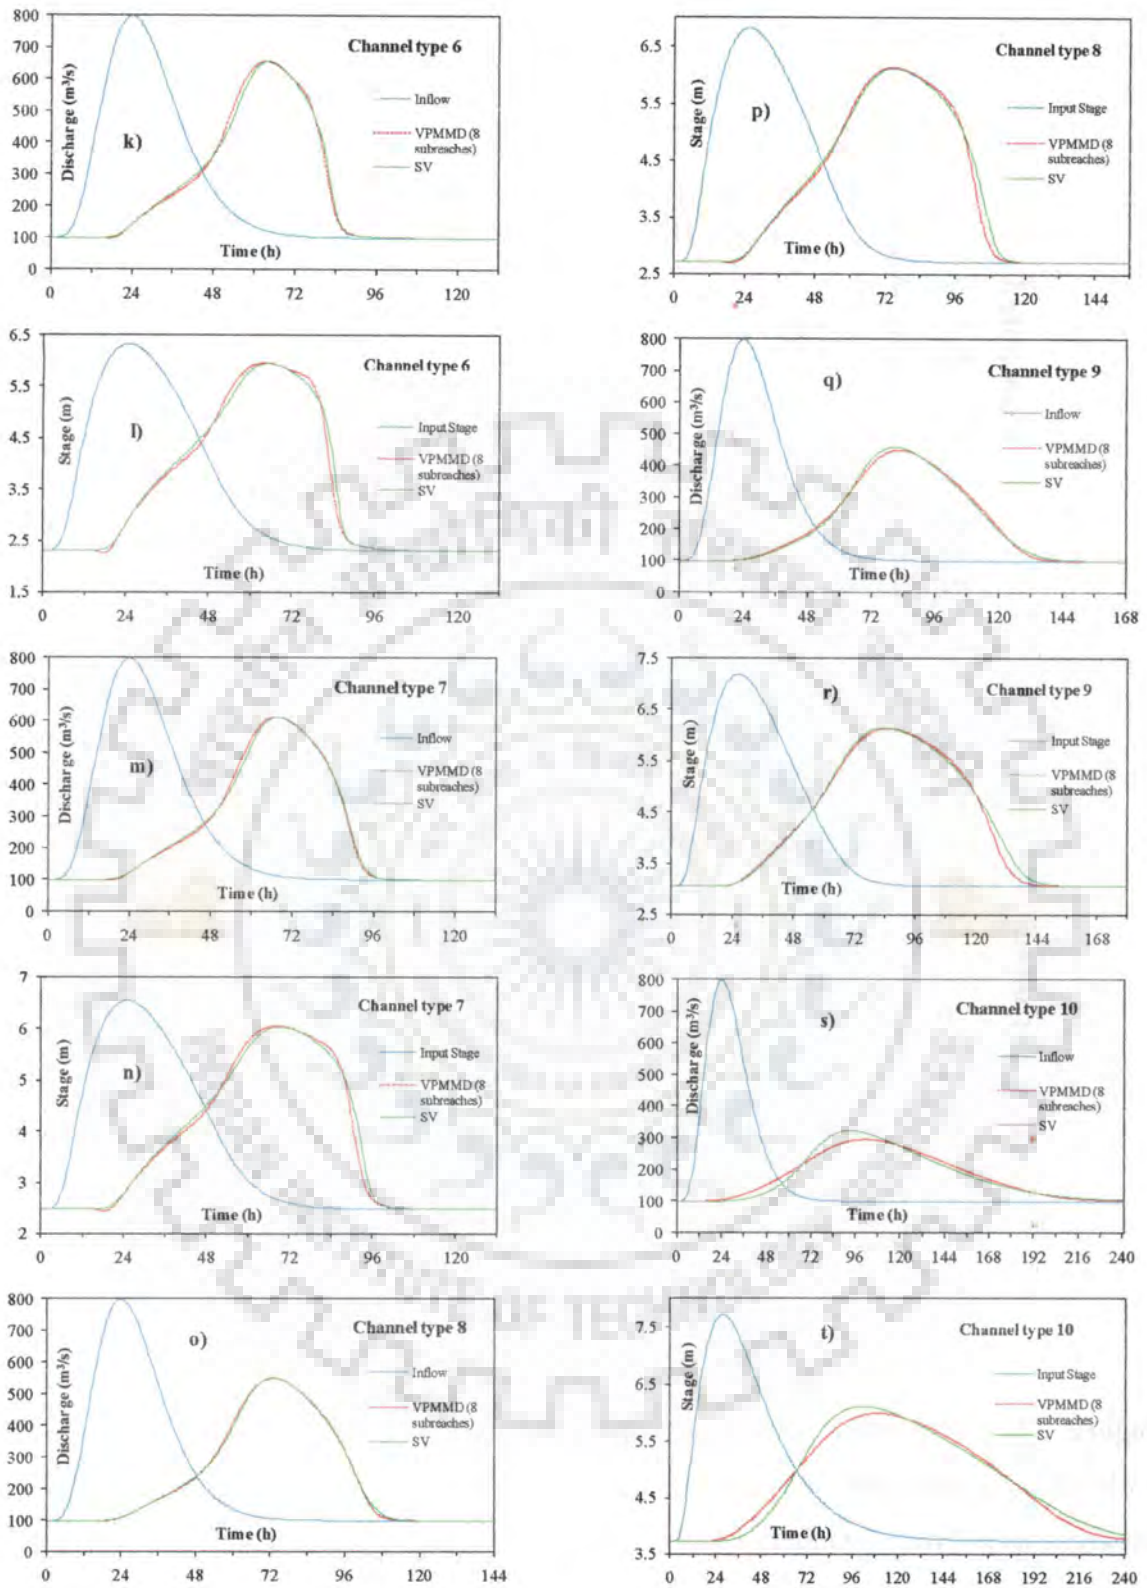 800
700
600
500
400
300
200
100
0
Discharge (m³/s)
k)
Channel type 6
Inflow
VPMMD (8
subreaches)
SV
Time (h)
0 24 48 72 96 120
6.5
5.5
4.5
3.5
2.5
1.5
Stage (m)
l)
Channel type 6
Input Stage
VPMMD (8
subreaches)
SV
Time (h)
0 24 48 72 96 120
800
700
600
500
400
300
200
100
0
Discharge (m³/s)
m)
Channel type 7
Inflow
VPMMD (8
subreaches)
SV
Time (h)
0 24 48 72 96 120
7
6
5
4
3
2
Stage (m)
n)
Channel type 7
Input Stage
VPMMD (8
subreaches)
SV
Time (h)
0 24 48 72 96 120
800
700
600
500
400
300
200
100
0
Discharge (m³/s)
o)
Channel type 8
Inflow
VPMMD (8
subreaches)
SV
Time (h)
0 24 48 72 96 120 144
6.5
5.5
4.5
3.5
2.5
Stage (m)
p)
Channel type 8
Input Stage
VPMMD (8
subreaches)
SV
Time (h)
0 24 48 72 96 120 144
800
700
600
500
400
300
200
100
0
Discharge (m³/s)
q)
Channel type 9
Inflow
VPMMD (8
subreaches)
SV
Time (h)
0 24 48 72 96 120 144 168
7.5
6.5
5.5
4.5
3.5
2.5
Stage (m)
r)
Channel type 9
Input Stage
VPMMD (8
subreaches)
SV
Time (h)
0 24 48 72 96 120 144 168
800
700
600
500
400
300
200
100
0
Discharge (m³/s)
s)
Channel type 10
Inflow
VPMMD (8
subreaches)
SV
Time (h)
0 24 48 72 96 120 144 168 192 216 240
7.5
6.5
5.5
4.5
3.5
Stage (m)
t)
Channel type 10
Input Stage
VPMMD (8
subreaches)
SV
Time (h)
0 24 48 72 96 120 144 168 192 216 240